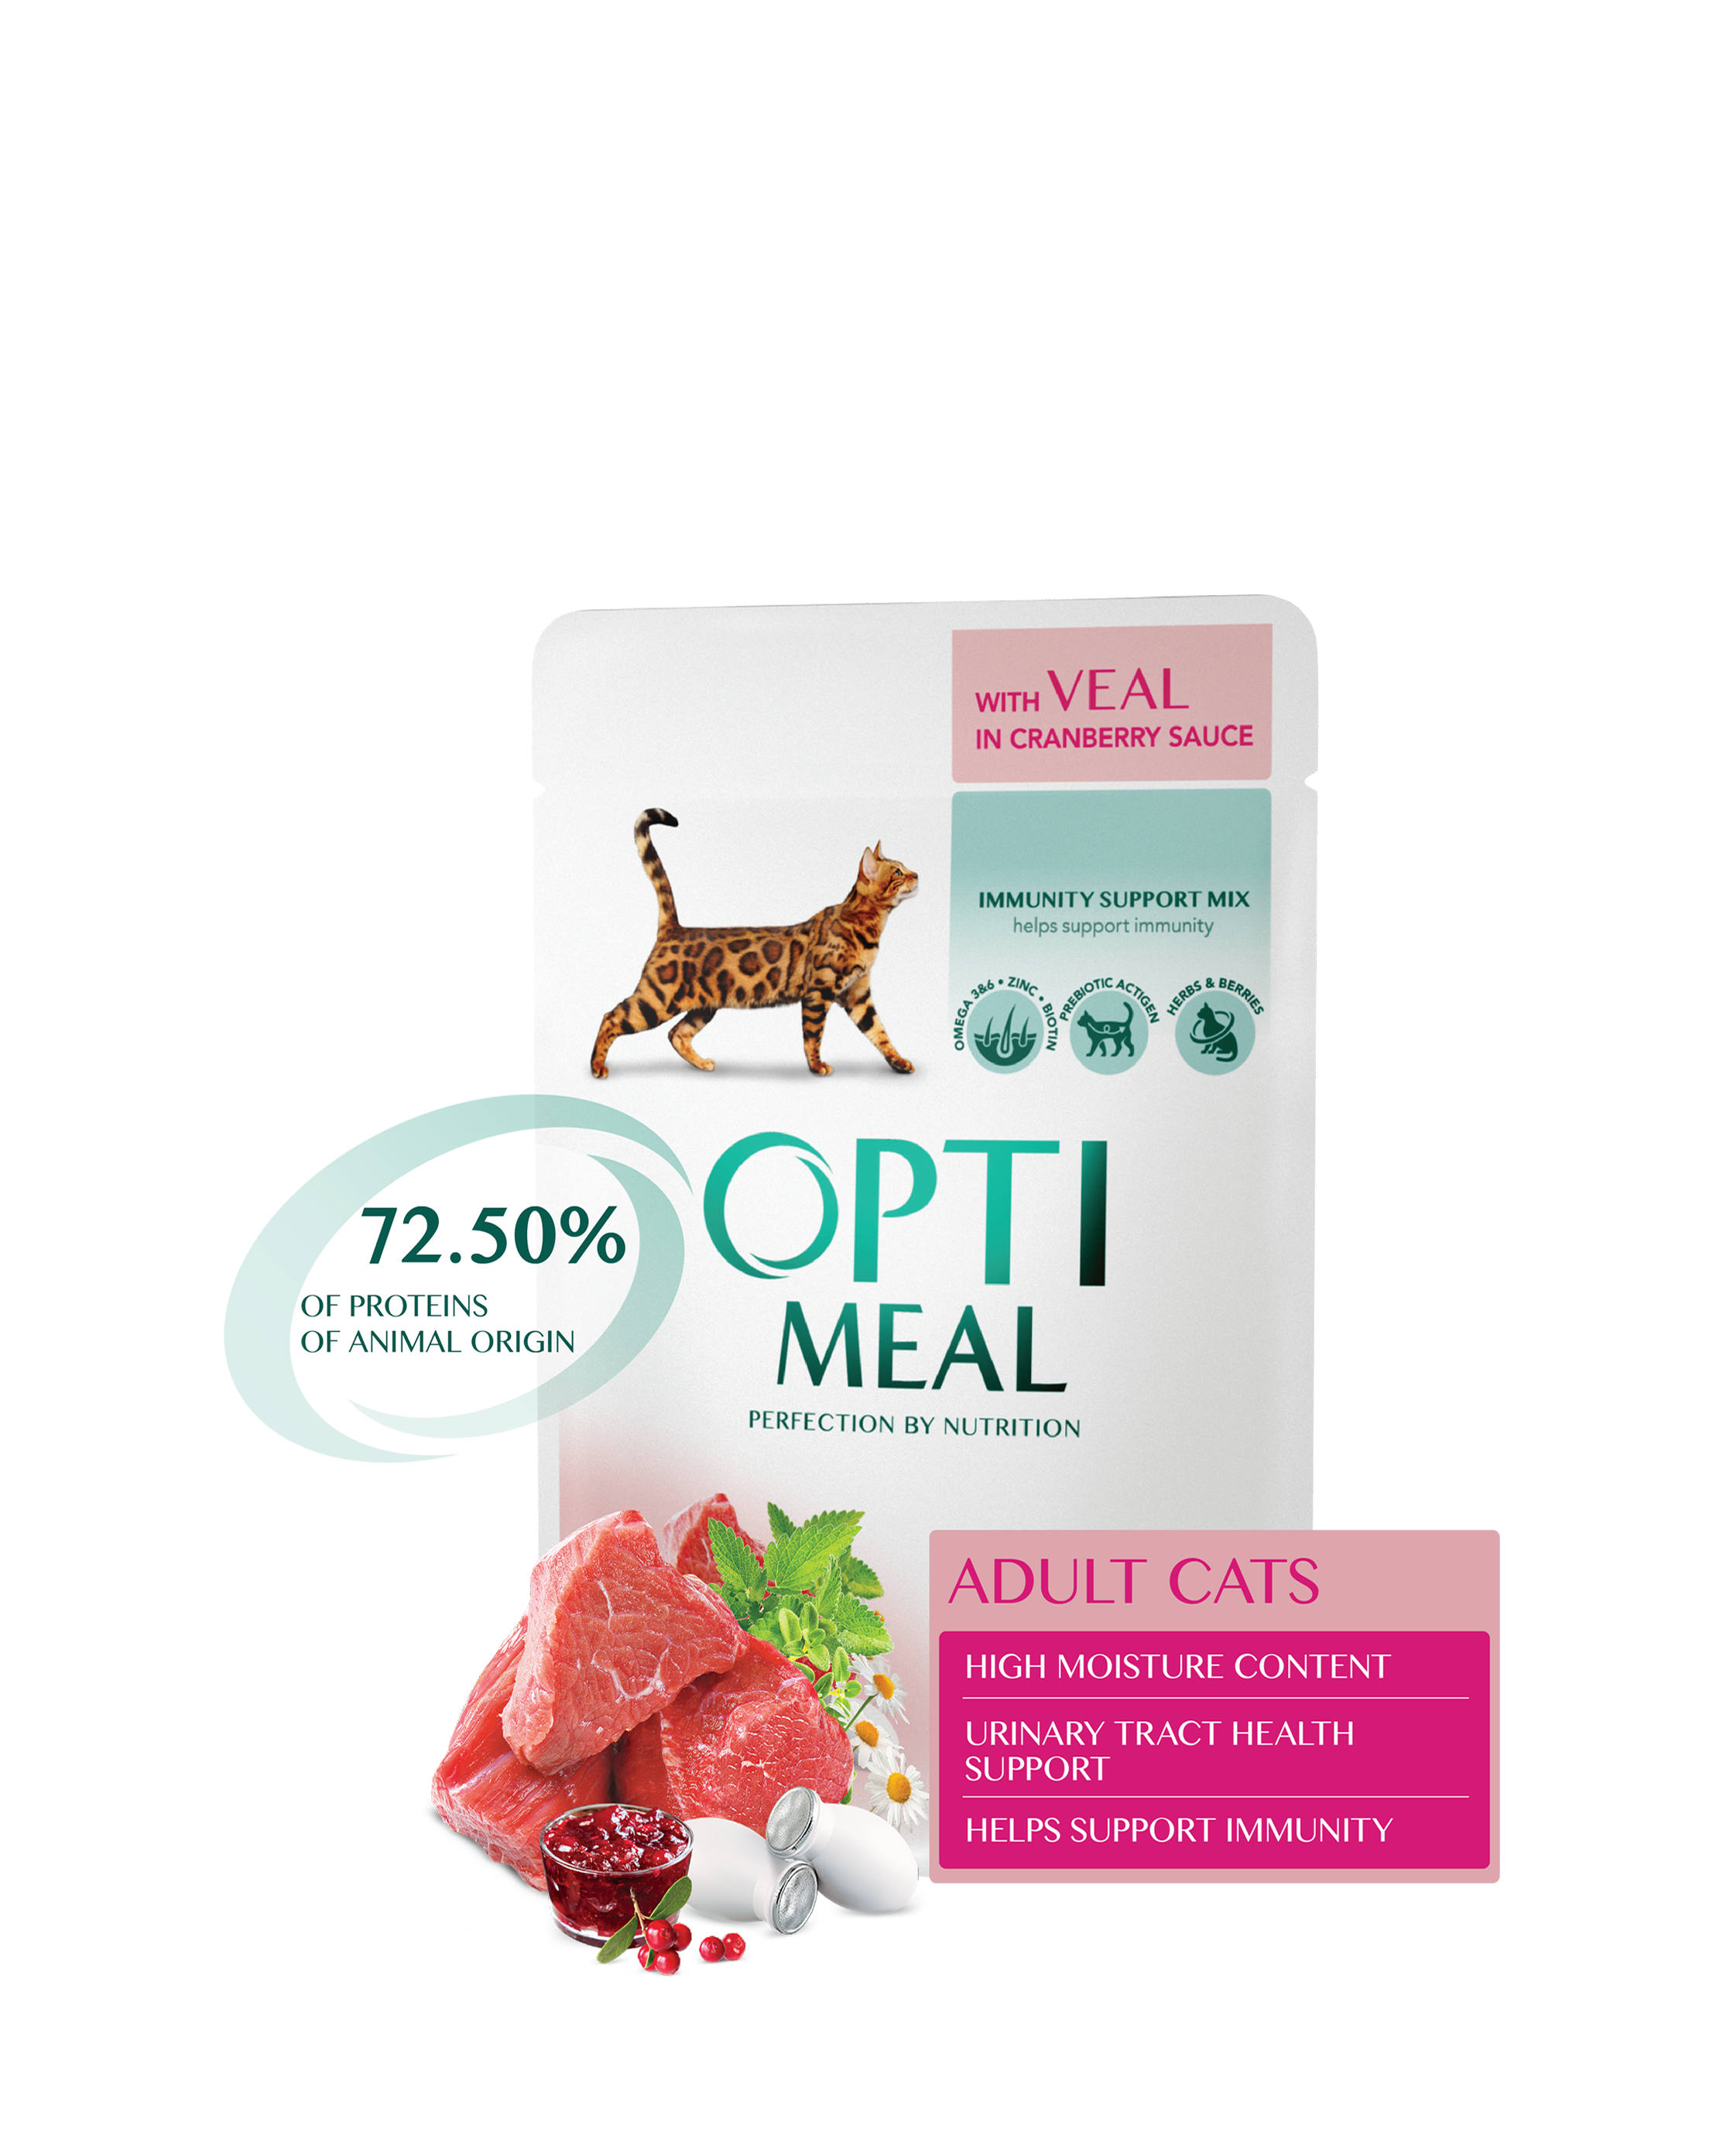 WITH VEAL
IN CRANBERRY SAUCE
IMMUNITY SUPPORT MIX
helps support immunity
OMEGA 3&6 • ZINC • BIOTIN
PREBIOTIC ACTIGEN
HERBS & BERRIES
72.50%
OF PROTEINS
OF ANIMAL ORIGIN
OPTI
MEAL
PERFECTION BY NUTRITION
ADULT CATS
HIGH MOISTURE CONTENT
URINARY TRACT HEALTH
SUPPORT
HELPS SUPPORT IMMUNITY